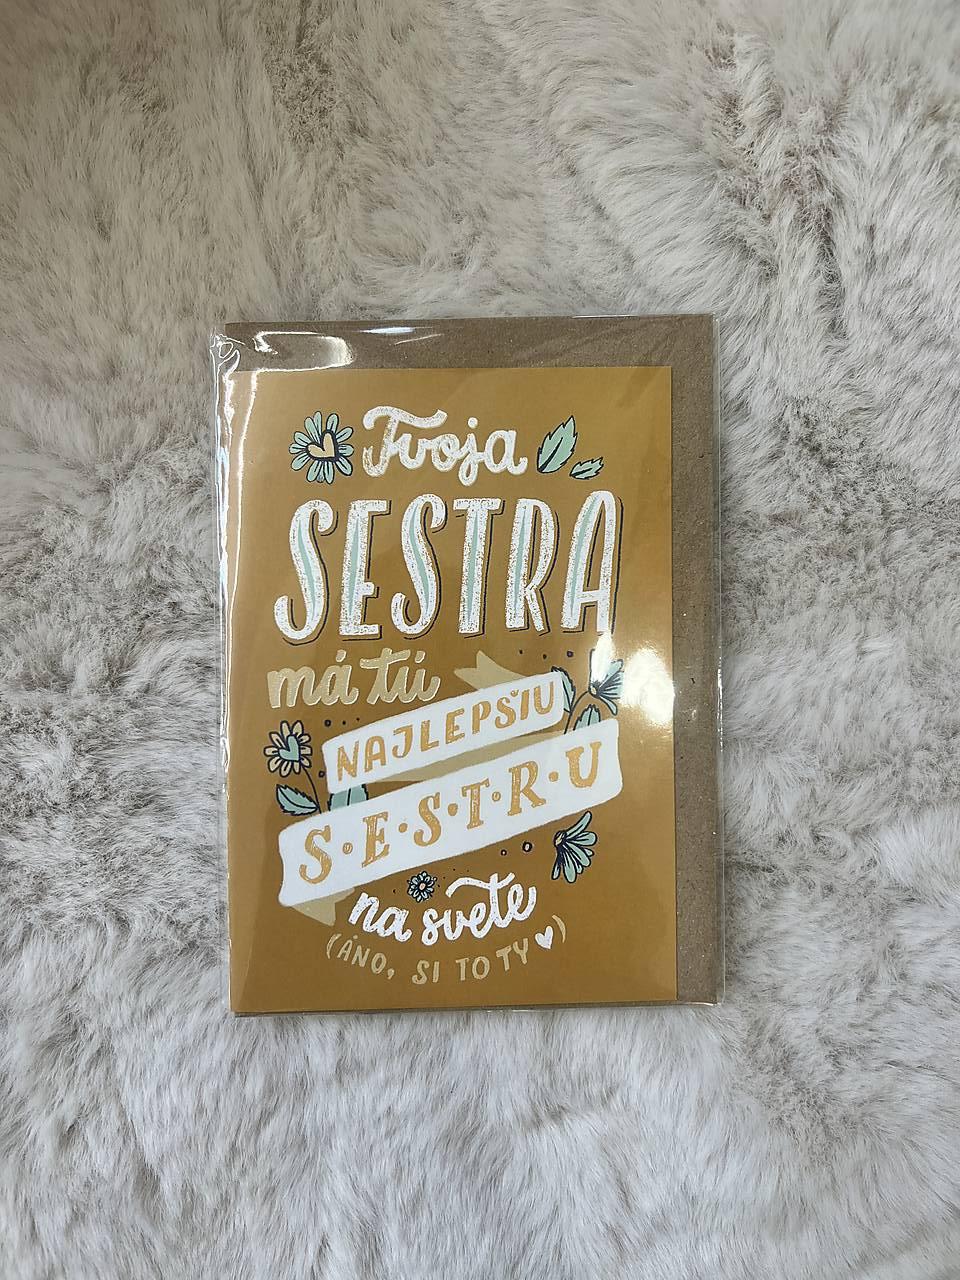 Tvoja
SESTRA
má tú
NAJLEPŠIU
S·E·S·T·R·U
na svete
(ÁNO, SI TO TY ♥)